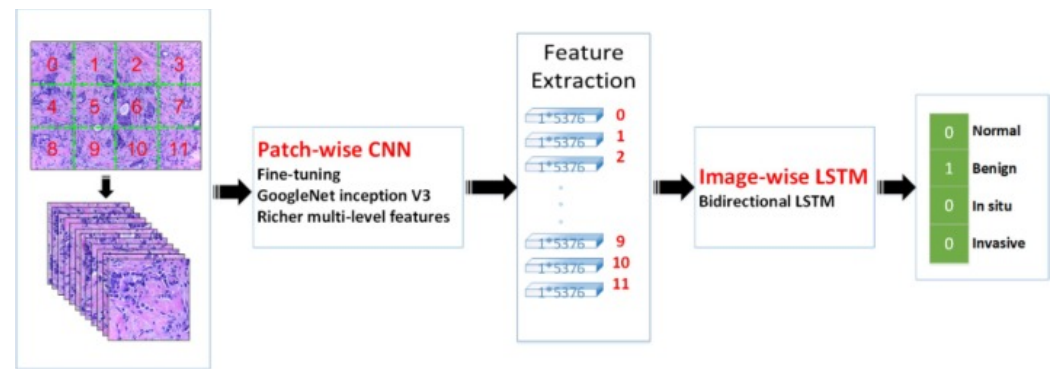 0 1 2 3
4 5 6 7
8 9 10 11
Patch-wise CNN
Fine-tuning
GoogleNet inception V3
Richer multi-level features
Feature
Extraction
1*5376 0
1*5376 1
1*5376 2
1*5376 9
1*5376 10
1*5376 11
Image-wise LSTM
Bidirectional LSTM
0 Normal
1 Benign
0 In situ
0 Invasive